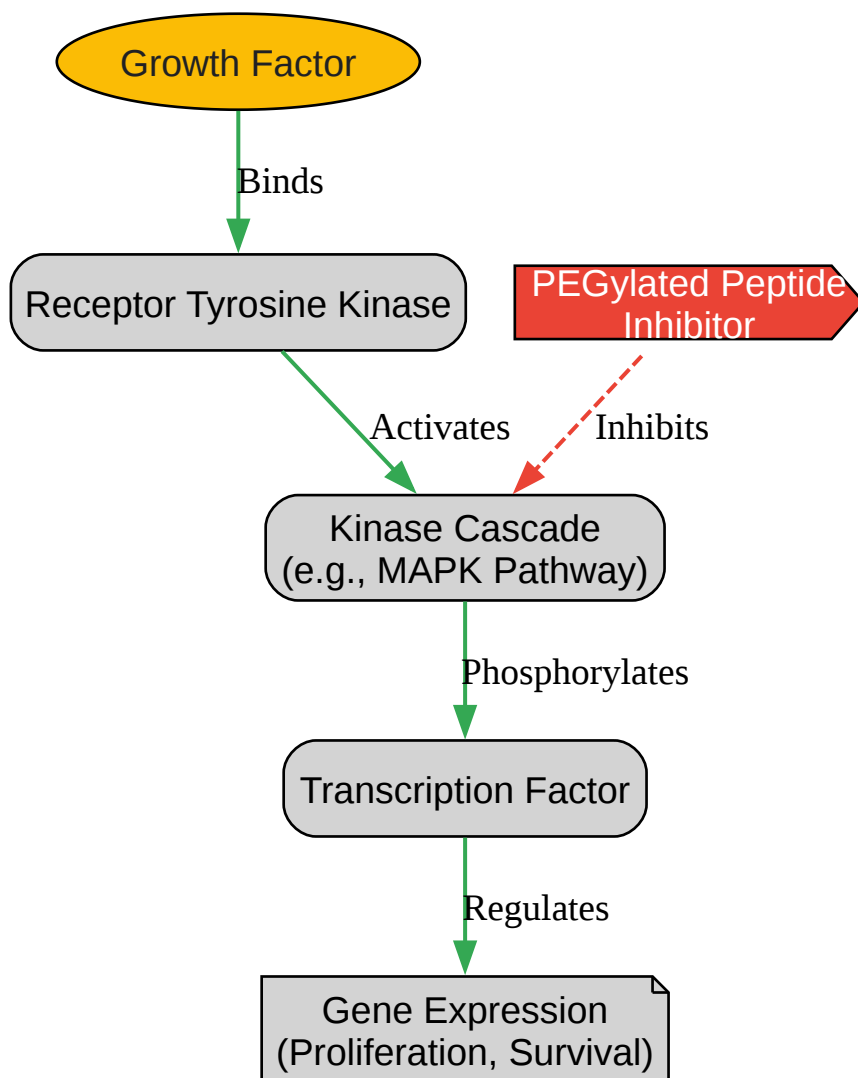 Growth Factor
Binds
Receptor Tyrosine Kinase
PEGylated Peptide
Inhibitor
Activates
Inhibits
Kinase Cascade
(e.g., MAPK Pathway)
Phosphorylates
Transcription Factor
Regulates
Gene Expression
(Proliferation, Survival)